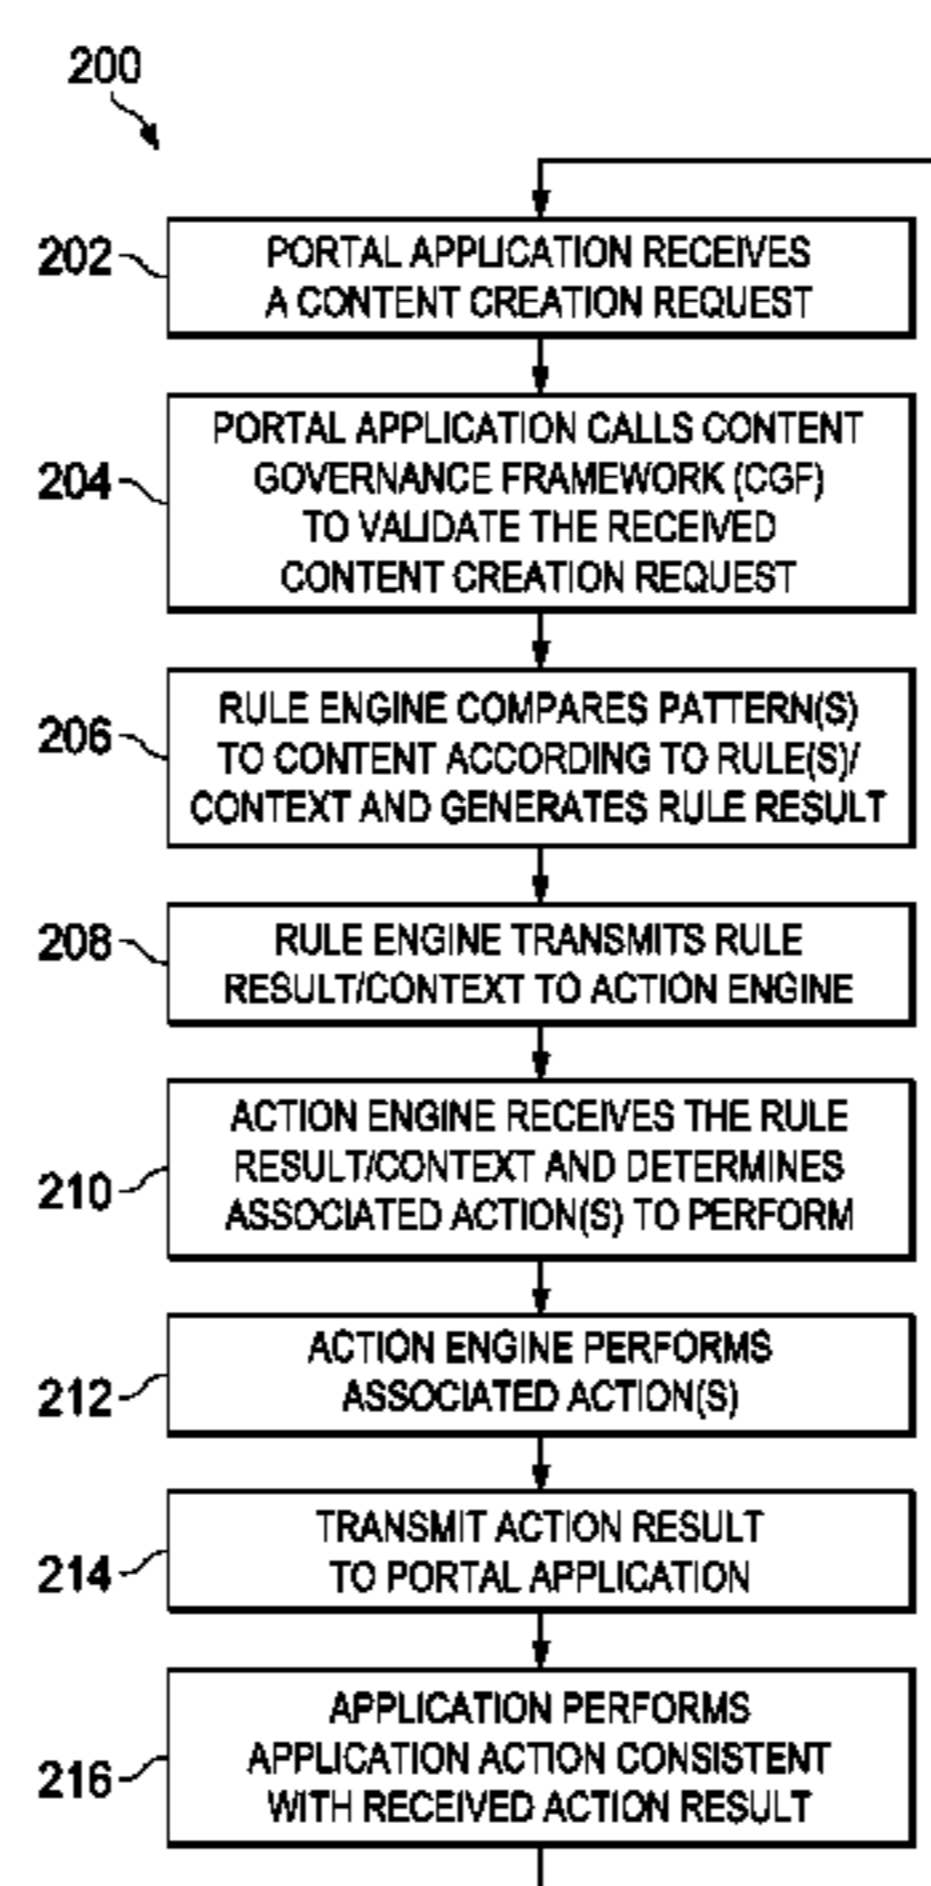 200
202
PORTAL APPLICATION RECEIVES
A CONTENT CREATION REQUEST
204
PORTAL APPLICATION CALLS CONTENT
GOVERNANCE FRAMEWORK (CGF)
TO VALIDATE THE RECEIVED
CONTENT CREATION REQUEST
206
RULE ENGINE COMPARES PATTERN(S)
TO CONTENT ACCORDING TO RULE(S)/
CONTEXT AND GENERATES RULE RESULT
208
RULE ENGINE TRANSMITS RULE
RESULT/CONTEXT TO ACTION ENGINE
210
ACTION ENGINE RECEIVES THE RULE
RESULT/CONTEXT AND DETERMINES
ASSOCIATED ACTION(S) TO PERFORM
212
ACTION ENGINE PERFORMS
ASSOCIATED ACTION(S)
214
TRANSMIT ACTION RESULT
TO PORTAL APPLICATION
216
APPLICATION PERFORMS
APPLICATION ACTION CONSISTENT
WITH RECEIVED ACTION RESULT